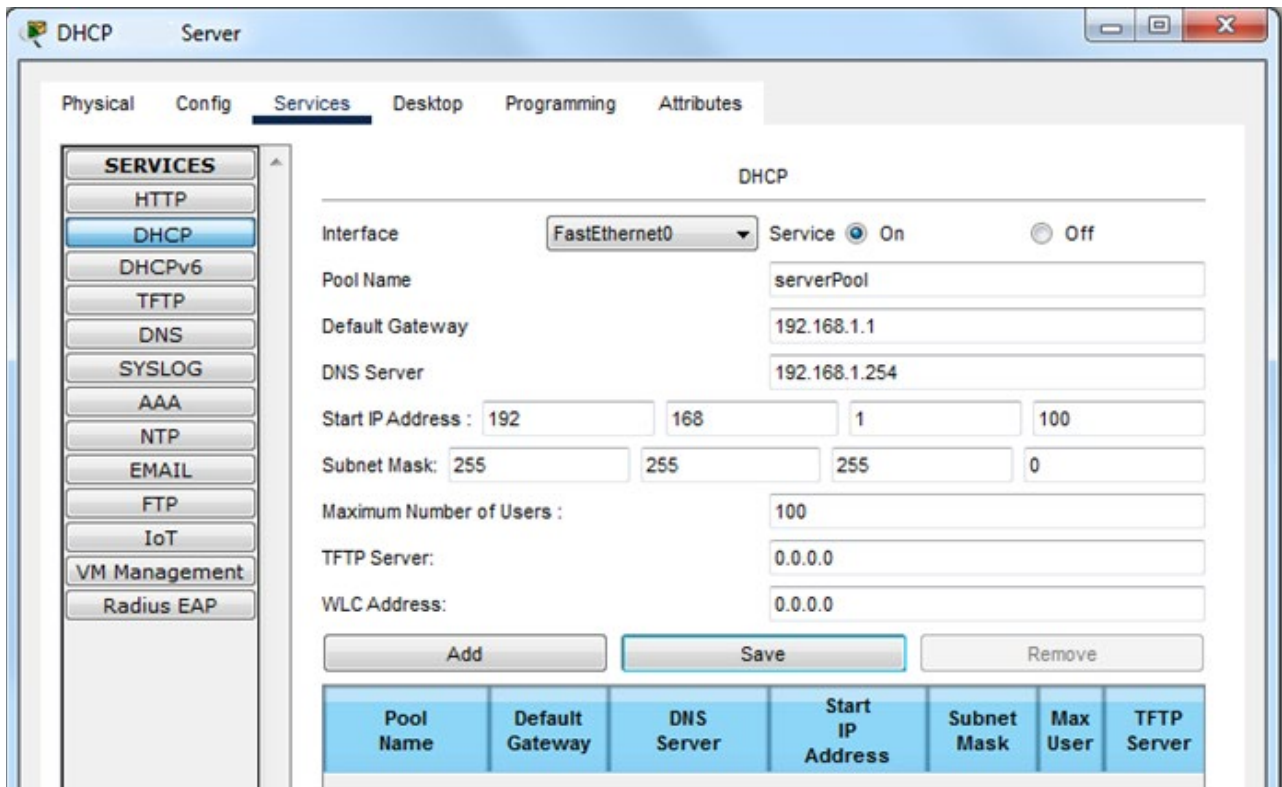 DHCP Server
Physical Config Services Desktop Programming Attributes
SERVICES
HTTP
DHCP
DHCPv6
TFTP
DNS
SYSLOG
AAA
NTP
EMAIL
FTP
IoT
VM Management
Radius EAP
DHCP
Interface FastEthernet0 Service On Off
Pool Name serverPool
Default Gateway 192.168.1.1
DNS Server 192.168.1.254
Start IP Address : 192 168 1 100
Subnet Mask: 255 255 255 0
Maximum Number of Users : 100
TFTP Server: 0.0.0.0
WLC Address: 0.0.0.0
Add Save Remove
Pool Name
Default Gateway
DNS Server
Start IP Address
Subnet Mask
Max User
TFTP Server